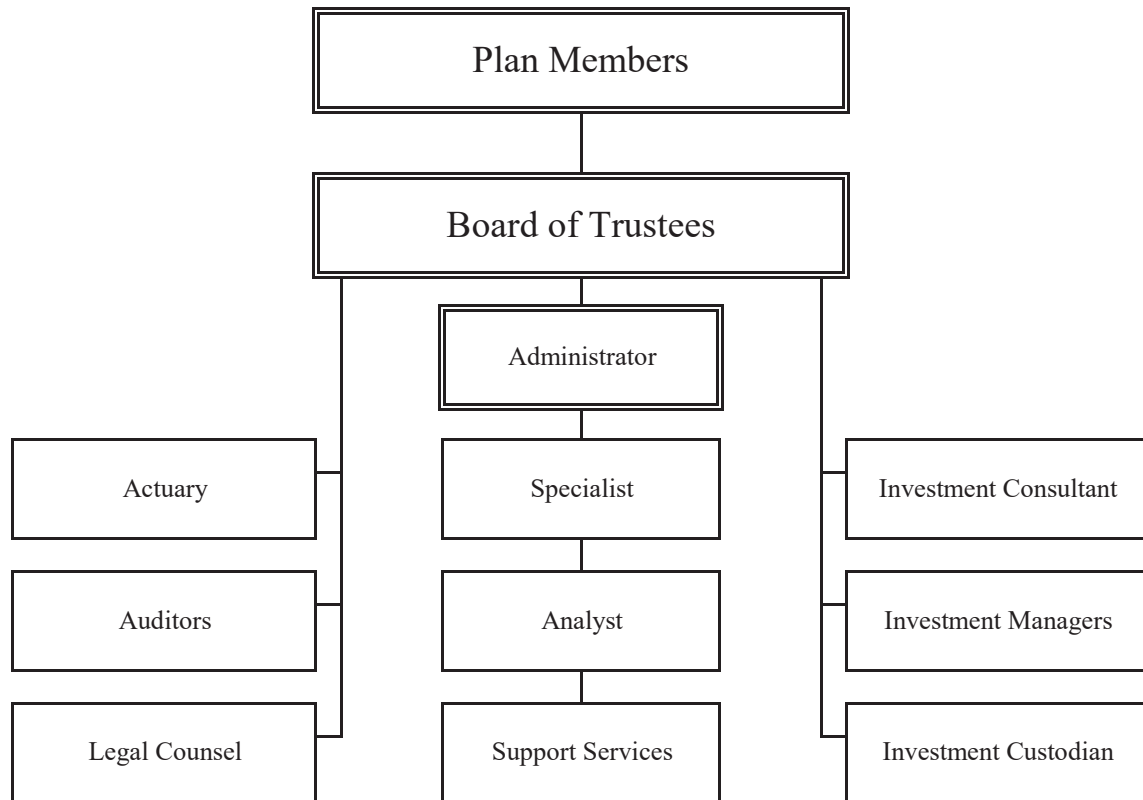 Plan Members
Board of Trustees
Administrator
Actuary
Specialist
Investment Consultant
Auditors
Analyst
Investment Managers
Legal Counsel
Support Services
Investment Custodian